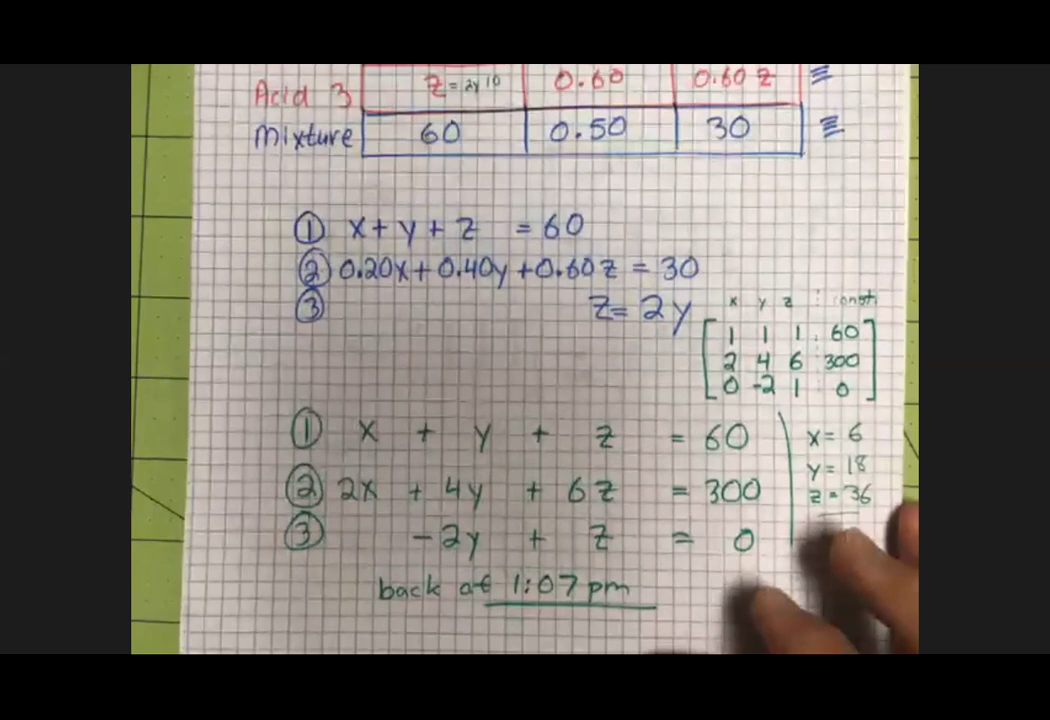 Acid 3 z = 2y 0.60 0.60 z
Mixture 60 0.50 30
① x + y + z = 60
② 0.20x + 0.40y + 0.60z = 30
③ z = 2y
x y z : const.
1 1 1 : 60
2 4 6 : 300
0 -2 1 : 0
① x + y + z = 60
② 2x + 4y + 6z = 300
③ -2y + z = 0
x = 6
y = 18
z = 36
back at 1:07 pm